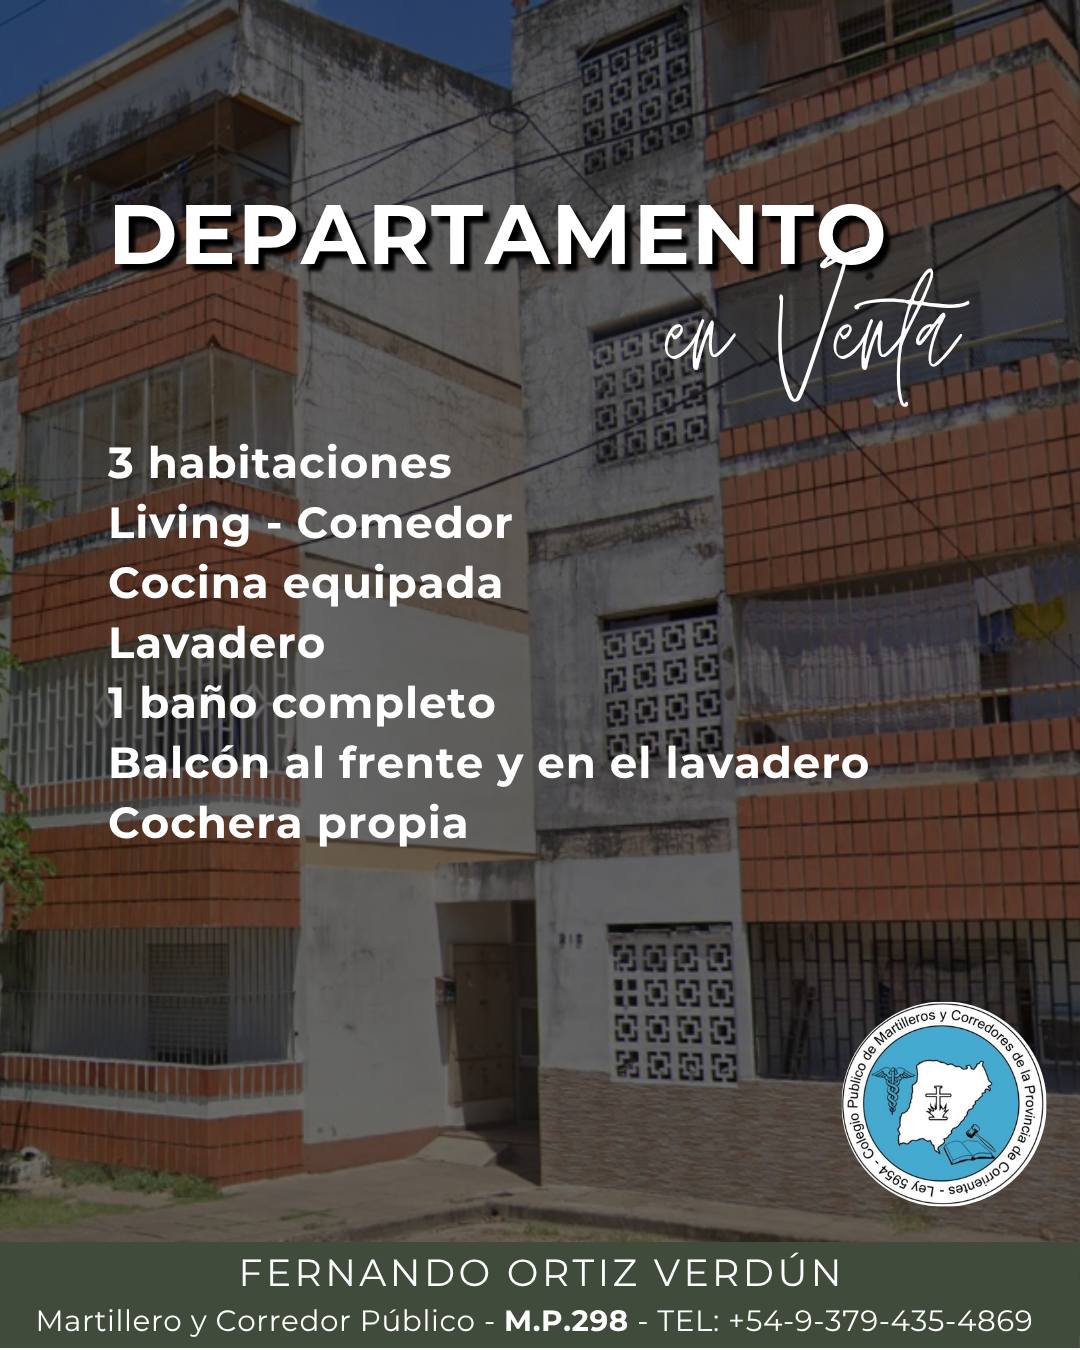 DEPARTAMENTO
en Venta
3 habitaciones
Living - Comedor
Cocina equipada
Lavadero
1 baño completo
Balcón al frente y en el lavadero
Cochera propia
Colegio Publico de Martilleros y Corredores de la Provincia de Corrientes - Ley 5954 -
FERNANDO ORTIZ VERDÚN
Martillero y Corredor Público - M.P.298 - TEL: +54-9-379-435-4869